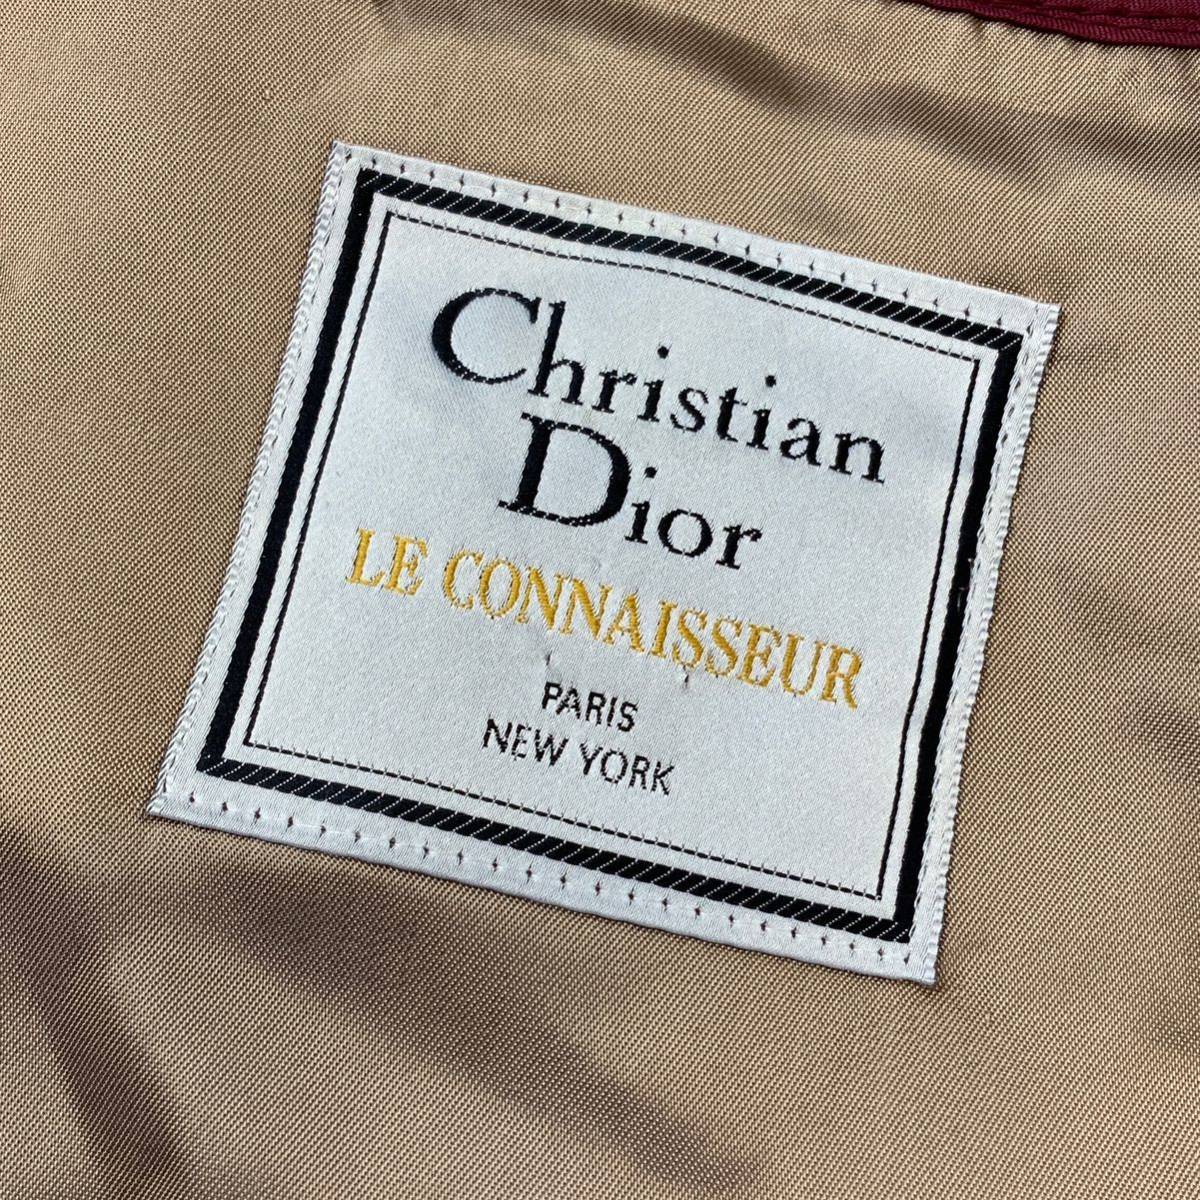 Christian
Dior
LE CONNAISSEUR
PARIS
NEW YORK